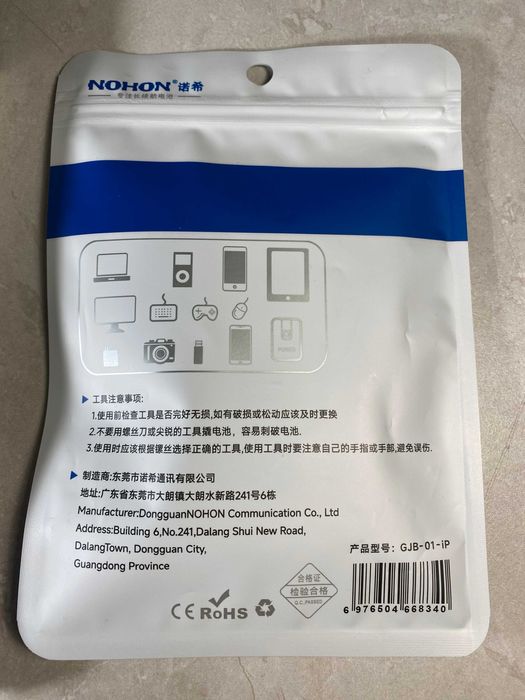 NOHON®诺希
专注长续航电池
POWER
▶ 工具注意事项:
1.使用前检查工具是否完好无损,如有破损或松动应该及时更换
2.不要用螺丝刀或尖锐的工具撬电池，容易刺破电池.
3.使用时应该根据镙丝选择正确的工具,使用工具时要注意自己的手指或手部,避免误伤.
▶ 制造商:东莞市诺希通讯有限公司
地址:广东省东莞市大朗镇大朗水新路241号6栋
Manufacturer:DongguanNOHON Communication Co., Ltd
Address:Building 6,No.241,Dalang Shui New Road,
DalangTown, Dongguan City,
Guangdong Province
产品型号: GJB-01-iP
CE RoHS
合格证
检验合格
Q.C.PASSED
6 976504 668340